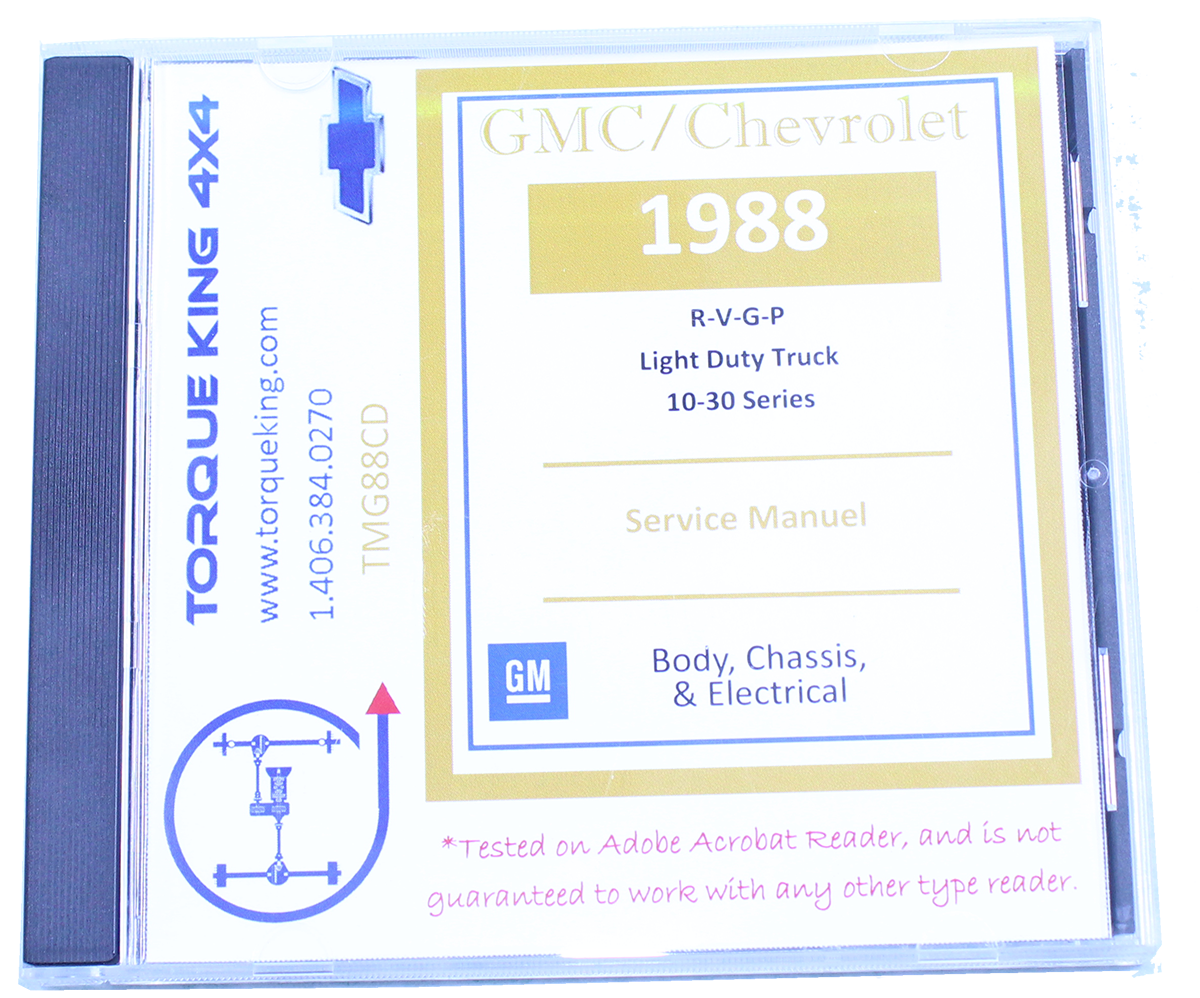 TORQUE KING 4X4
www.torqueking.com
1.406.384.0270
TMG88CD
GMC/Chevrolet
1988
R-V-G-P
Light Duty Truck
10-30 Series
Service Manuel
GM
Body, Chassis,
& Electrical
*Tested on Adobe Acrobat Reader, and is not
guaranteed to work with any other type reader.